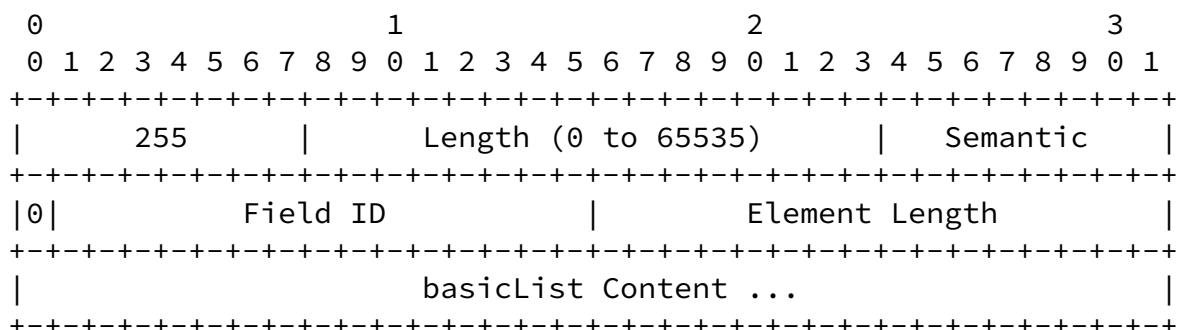 0                   1                   2                   3
 0 1 2 3 4 5 6 7 8 9 0 1 2 3 4 5 6 7 8 9 0 1 2 3 4 5 6 7 8 9 0 1
+-+-+-+-+-+-+-+-+-+-+-+-+-+-+-+-+-+-+-+-+-+-+-+-+-+-+-+-+-+-+-+-+
|      255      |      Length (0 to 65535)      |   Semantic    |
+-+-+-+-+-+-+-+-+-+-+-+-+-+-+-+-+-+-+-+-+-+-+-+-+-+-+-+-+-+-+-+-+
|0|          Field ID           |        Element Length         |
+-+-+-+-+-+-+-+-+-+-+-+-+-+-+-+-+-+-+-+-+-+-+-+-+-+-+-+-+-+-+-+-+
|                      basicList Content ...                    |
+-+-+-+-+-+-+-+-+-+-+-+-+-+-+-+-+-+-+-+-+-+-+-+-+-+-+-+-+-+-+-+-+